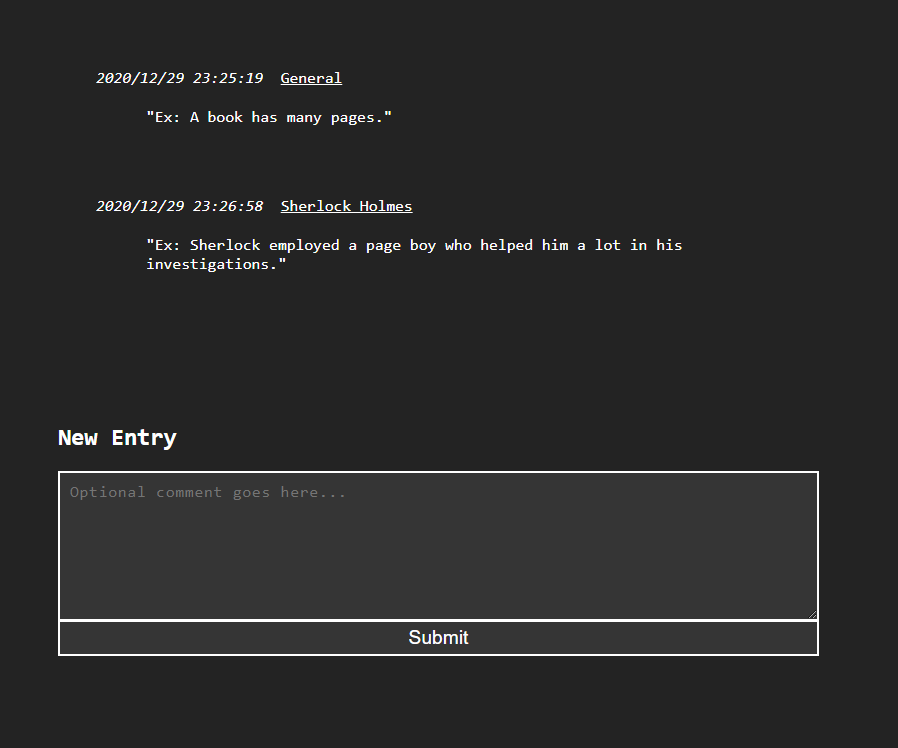 2020/12/29 23:25:19 General
"Ex: A book has many pages."
2020/12/29 23:26:58 Sherlock Holmes
"Ex: Sherlock employed a page boy who helped him a lot in his
investigations."
New Entry
Optional comment goes here...
Submit